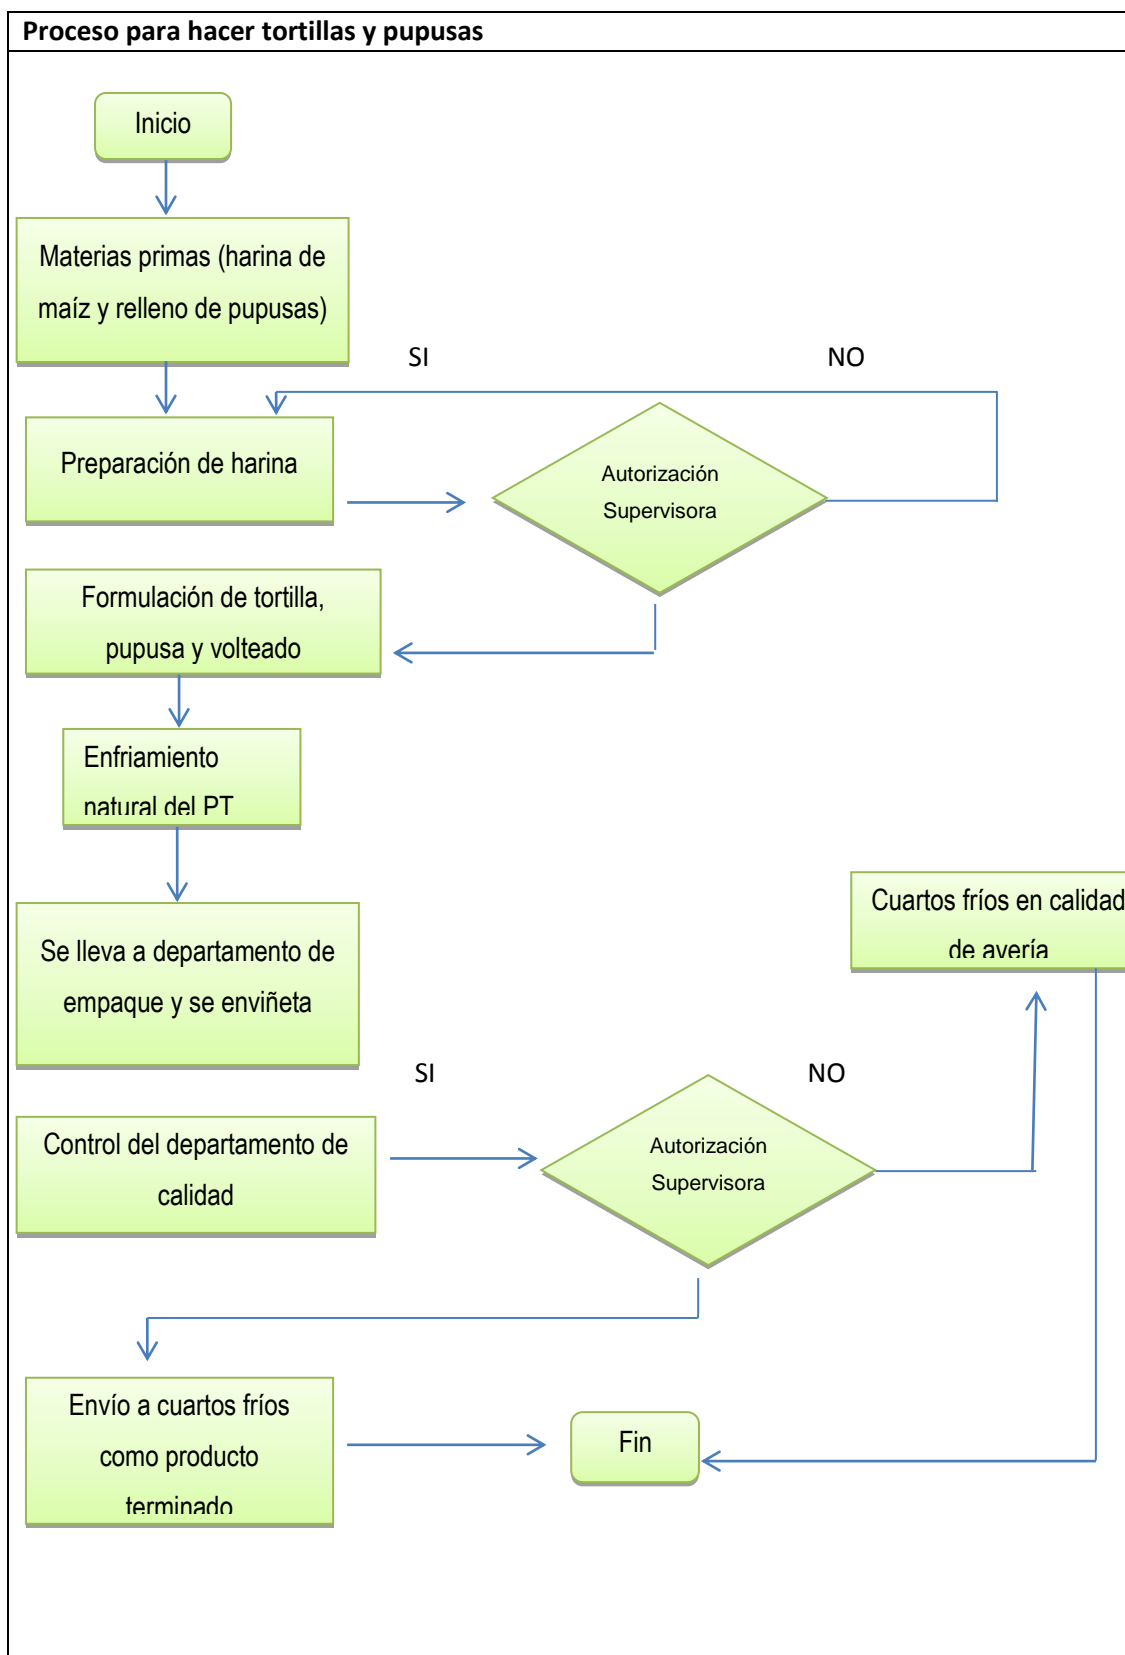 Proceso para hacer tortillas y pupusas
Inicio
Materias primas (harina de
maíz y relleno de pupusas)
SI
NO
Preparación de harina
Autorización
Supervisora
Formulación de tortilla,
pupusa y volteado
Enfriamiento
natural del PT
Cuartos fríos en calidad
de avería
Se lleva a departamento de
empaque y se enviñeta
SI
NO
Control del departamento de
calidad
Autorización
Supervisora
Envío a cuartos fríos
como producto
terminado
Fin